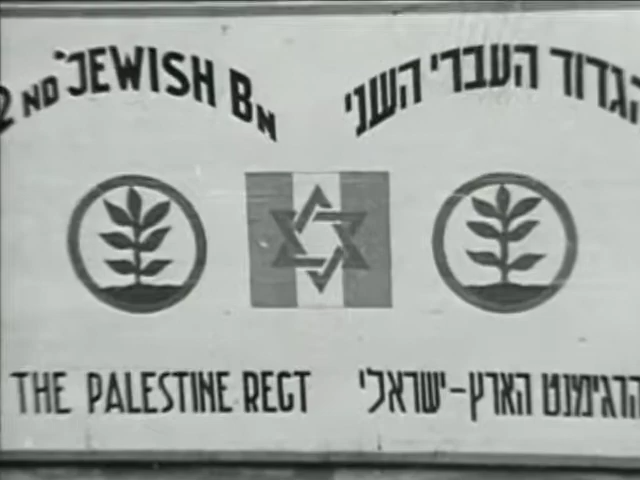 2ND JEWISH BN
הגדוד העברי השני
THE PALESTINE REGT
הרגימנט הארץ-ישראלי